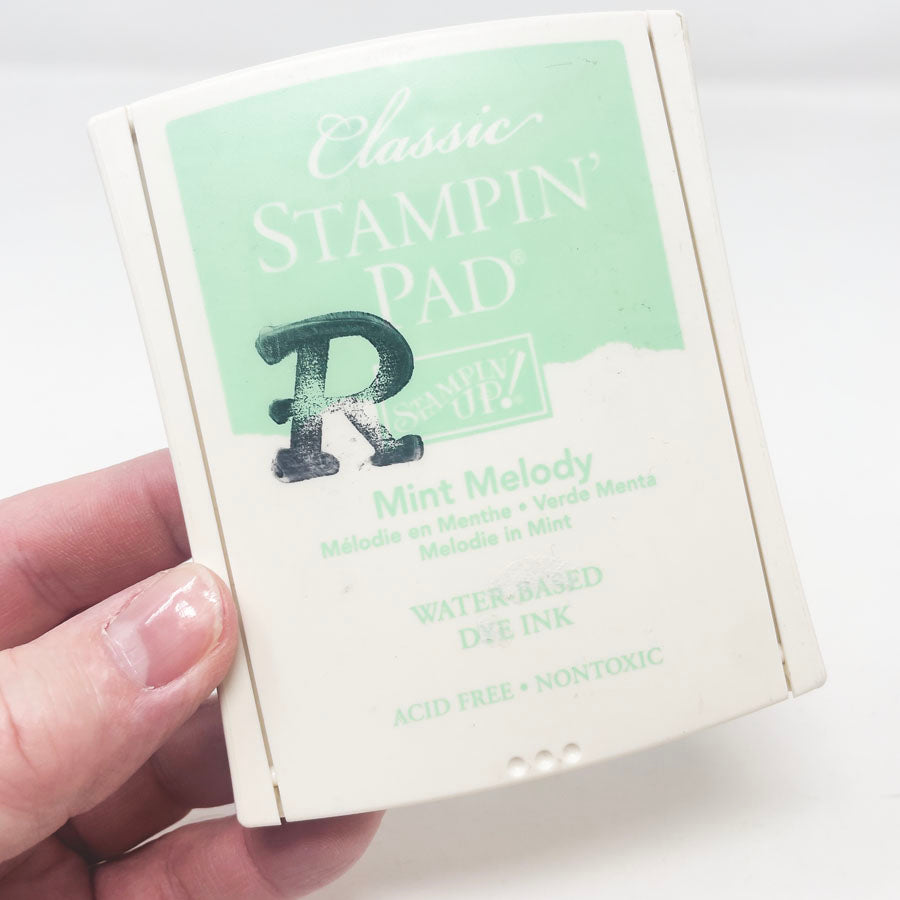 Classic
STAMPIN'
PAD®
R
STAMPIN'
UP!®
Mint Melody
Mélodie en Menthe • Verde Menta
Melodie in Mint
WATER-BASED
DYE INK
ACID FREE • NONTOXIC